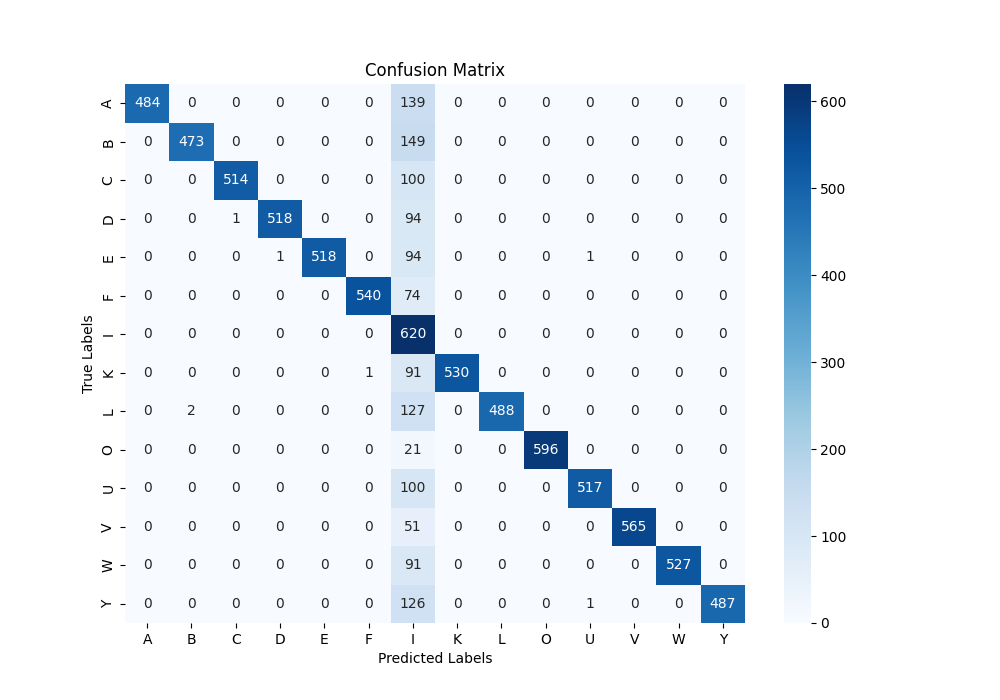 Confusion Matrix
A 484 0 0 0 0 0 139 0 0 0 0 0 0 0
B 0 473 0 0 0 0 149 0 0 0 0 0 0 0
C 0 0 514 0 0 0 100 0 0 0 0 0 0 0
D 0 0 1 518 0 0 94 0 0 0 0 0 0 0
E 0 0 0 1 518 0 94 0 0 0 1 0 0 0
F 0 0 0 0 0 540 74 0 0 0 0 0 0 0
I 0 0 0 0 0 0 620 0 0 0 0 0 0 0
K 0 0 0 0 0 1 91 530 0 0 0 0 0 0
L 0 2 0 0 0 0 127 0 488 0 0 0 0 0
O 0 0 0 0 0 0 21 0 0 596 0 0 0 0
U 0 0 0 0 0 0 100 0 0 0 517 0 0 0
V 0 0 0 0 0 0 51 0 0 0 0 565 0 0
W 0 0 0 0 0 0 91 0 0 0 0 0 527 0
Y 0 0 0 0 0 0 126 0 0 0 1 0 0 487
A B C D E F I K L O U V W Y
Predicted Labels
True Labels
600
500
400
300
200
100
0